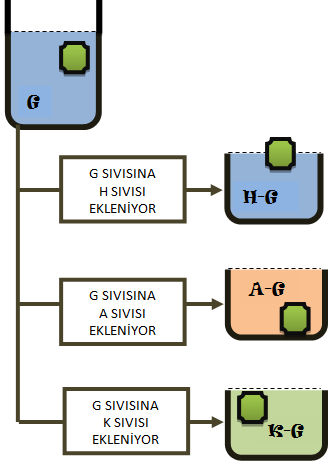 G
G SIVISINA
H SIVISI
EKLENİYOR
H-G
G SIVISINA
A SIVISI
EKLENİYOR
A-G
G SIVISINA
K SIVISI
EKLENİYOR
K-G